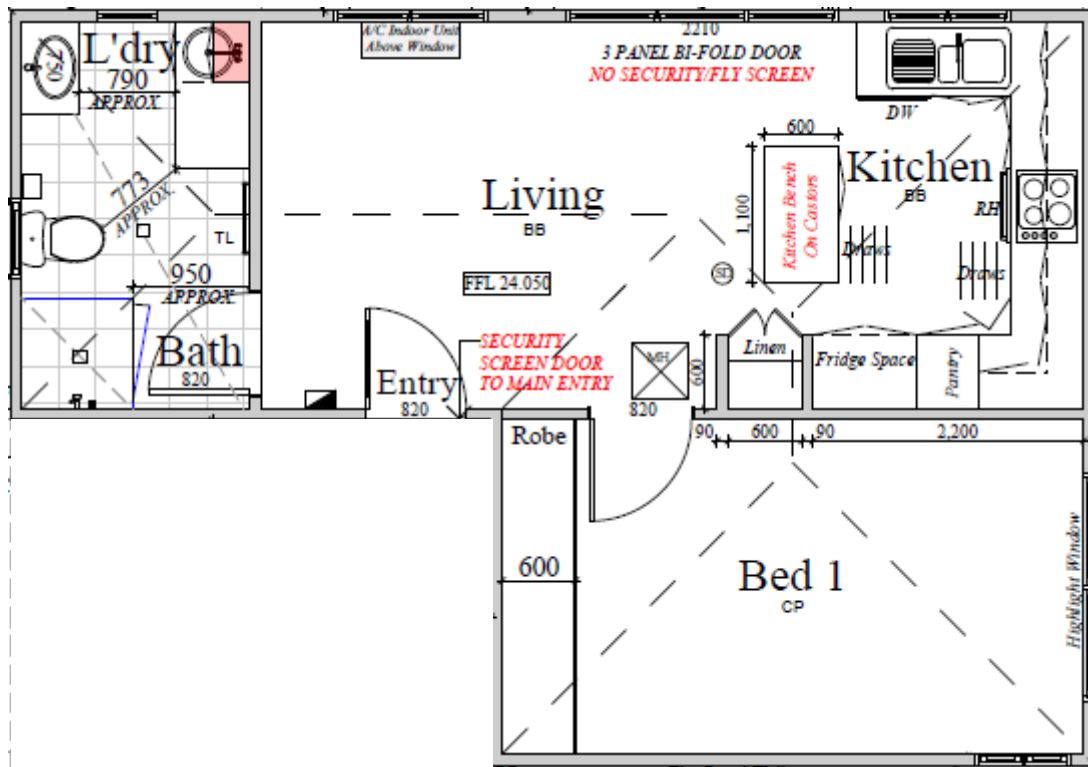 A/C Indoor Unit
Above Window
2210
3 PANEL BI-FOLD DOOR
NO SECURITY/FLY SCREEN
L'dry
750
790
APPROX
DW
600
Kitchen
BB
773
APPROX
Living
BB
1,100
Kitchen Bench
On Castors
RH
TL
Draws
Draws
SD
950
APPROX
FFL 24.050
Bath
820
SECURITY
SCREEN DOOR
TO MAIN ENTRY
Entry
820
MH
600
820
Linen
Fridge Space
Pantry
Robe
90
600
90
2,200
600
Bed 1
CP
Highlight Window